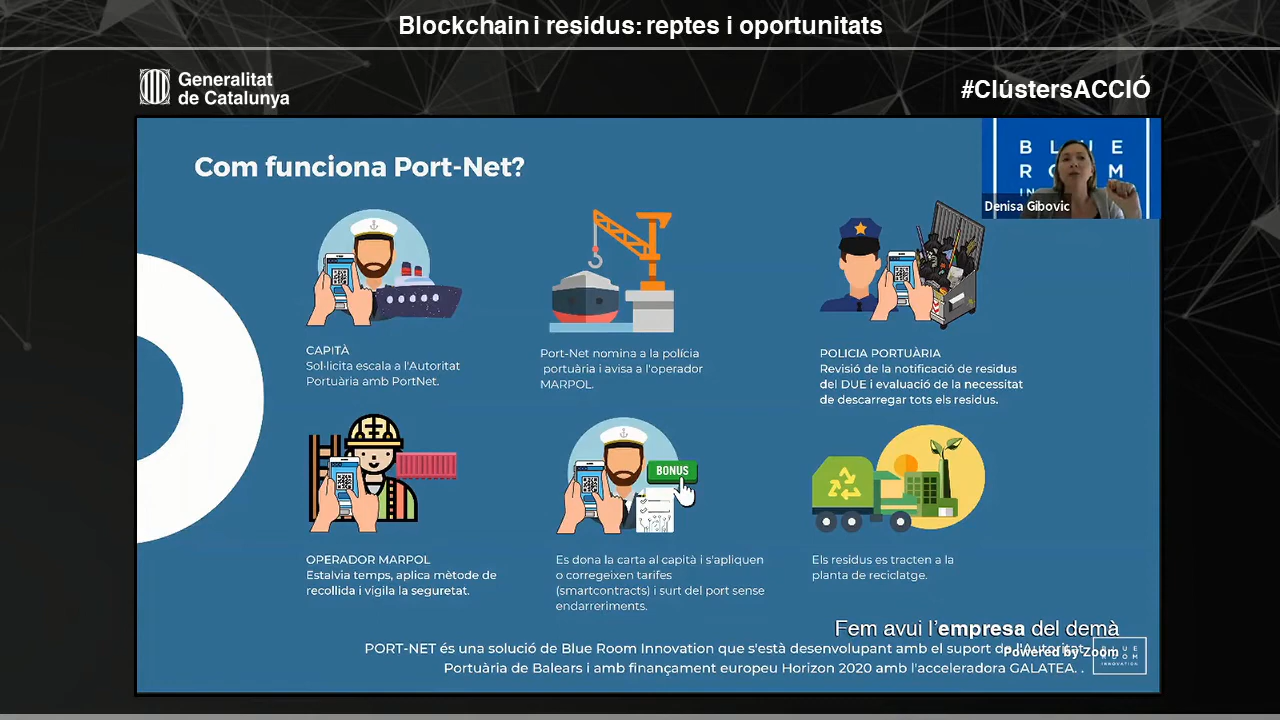 Blockchain i residus: reptes i oportunitats
Generalitat
de Catalunya
#ClústersACCIÓ
Com funciona Port-Net?
B L U E
R O O M
IN
Denisa Gibovic
CAPITÀ
Sol·licita escala a l'Autoritat
Portuària amb PortNet.
Port-Net nomina a la polícia
portuària i avisa a l'operador
MARPOL.
POLICIA PORTUÀRIA
Revisió de la notificació de residus
del DUE i evaluació de la necessitat
de descarregar tots els residus.
OPERADOR MARPOL
Estalvia temps, aplica mètode de
recollida i vigila la seguretat.
BONUS
Es dona la carta al capità i s'apliquen
o corregeixen tarifes
(smartcontracts) i surt del port sense
endarreriments.
Els residus es tracten a la
planta de reciclatge.
Fem avui l'empresa del demà
PORT-NET és una solució de Blue Room Innovation que s'està desenvolupant amb el suport de l'Autoritat
Powered by Zoom
Portuària de Balears i amb finançament europeu Horizon 2020 amb l'acceleradora GALATEA. .
BLUE
ROOM
INNOVATION